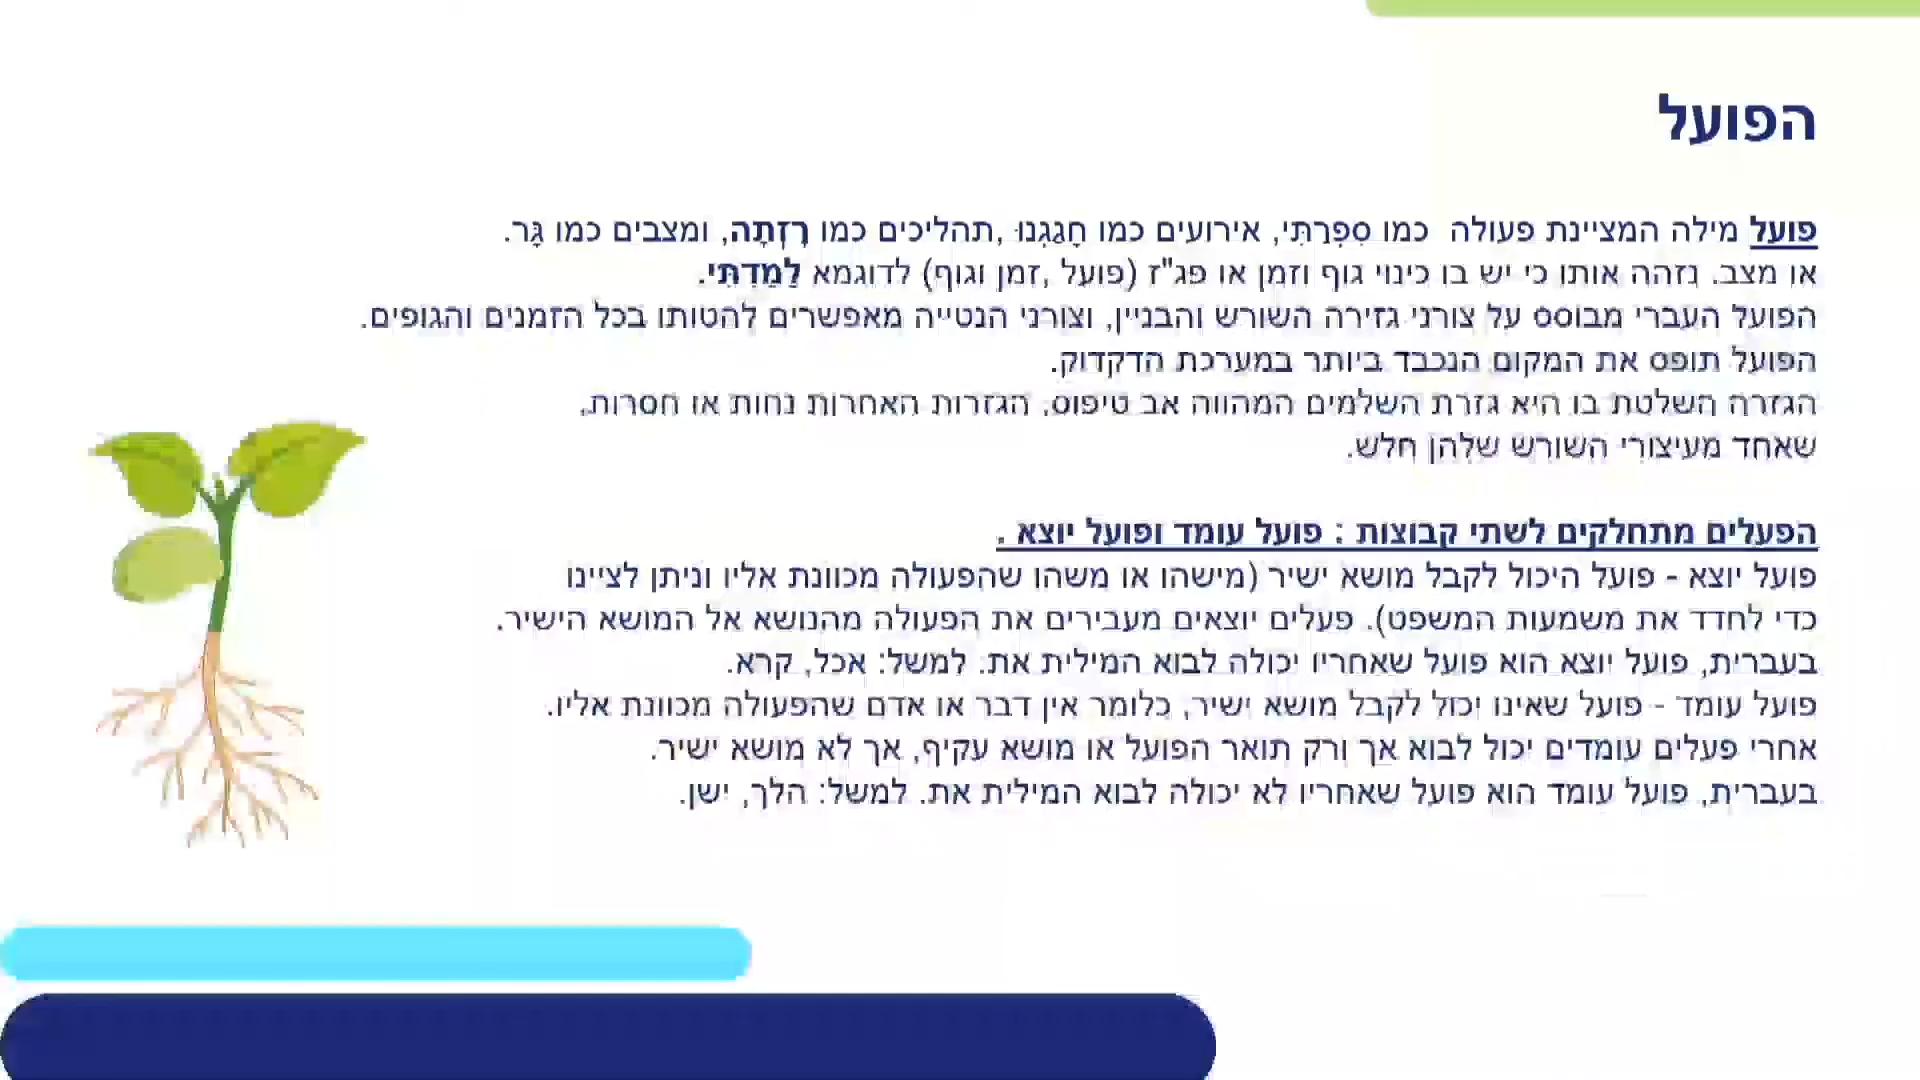 הפועל
פועל מילה המציינת פעולה כמו סִפַּרְתִּי, אירועים כמו חָגַגְנוּ ,תהליכים כמו רָזְתָה, ומצבים כמו גָּר.
או מצב. נזהה אותו כי יש בו כינוי גוף וזמן או פג"ז (פועל ,זמן וגוף) לדוגמא לָמַדְתִּי.
הפועל העברי מבוסס על צורני גזירה השורש והבניין, וצורני הנטייה מאפשרים להטותו בכל הזמנים והגופים.
הפועל תופס את המקום הנכבד ביותר במערכת הדקדוק.
הגזרה השלטת בו היא גזרת השלמים המהווה אב טיפוס, הגזרות האחרות נחות או חסרות,
שאחד מעיצורי השורש שלהן חלש.
הפעלים מתחלקים לשתי קבוצות : פועל עומד ופועל יוצא .
פועל יוצא - פועל היכול לקבל מושא ישיר (מישהו או משהו שהפעולה מכוונת אליו וניתן לציינו
כדי לחדד את משמעות המשפט). פעלים יוצאים מעבירים את הפעולה מהנושא אל המושא הישיר.
בעברית, פועל יוצא הוא פועל שאחריו יכולה לבוא המילית את. למשל: אכל, קרא.
פועל עומד - פועל שאינו יכול לקבל מושא ישיר, כלומר אין דבר או אדם שהפעולה מכוונת אליו.
אחרי פעלים עומדים יכול לבוא אך ורק תואר הפועל או מושא עקיף, אך לא מושא ישיר.
בעברית, פועל עומד הוא פועל שאחריו לא יכולה לבוא המילית את. למשל: הלך, ישן.